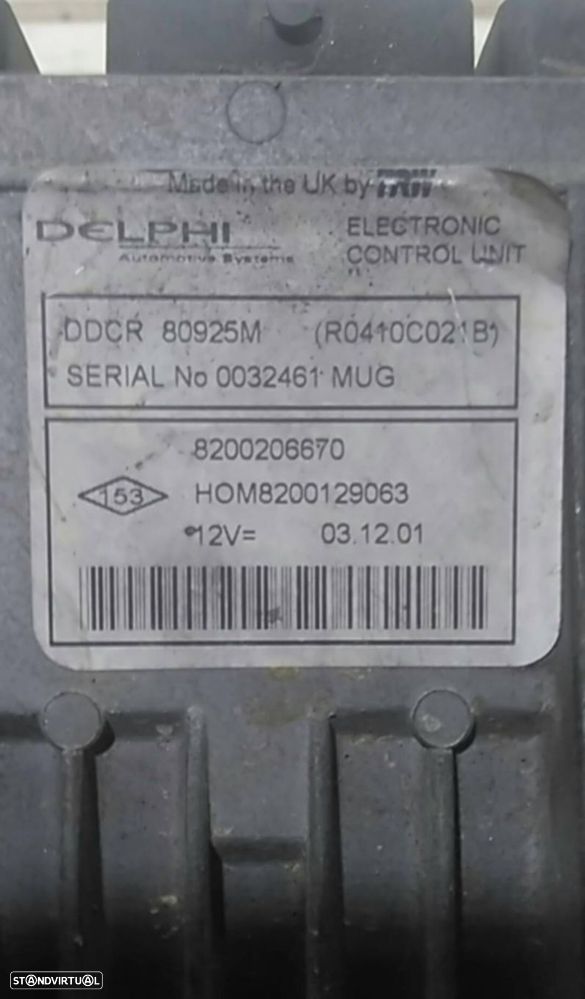 Made in the UK by TRW
DELPHI
Automotive Systems
ELECTRONIC
CONTROL UNIT
DDCR 80925M (R0410C021B)
SERIAL No 0032461 MUG
8200206670
153 HOM8200129063
12V= 03.12.01
STANDVIRTUAL